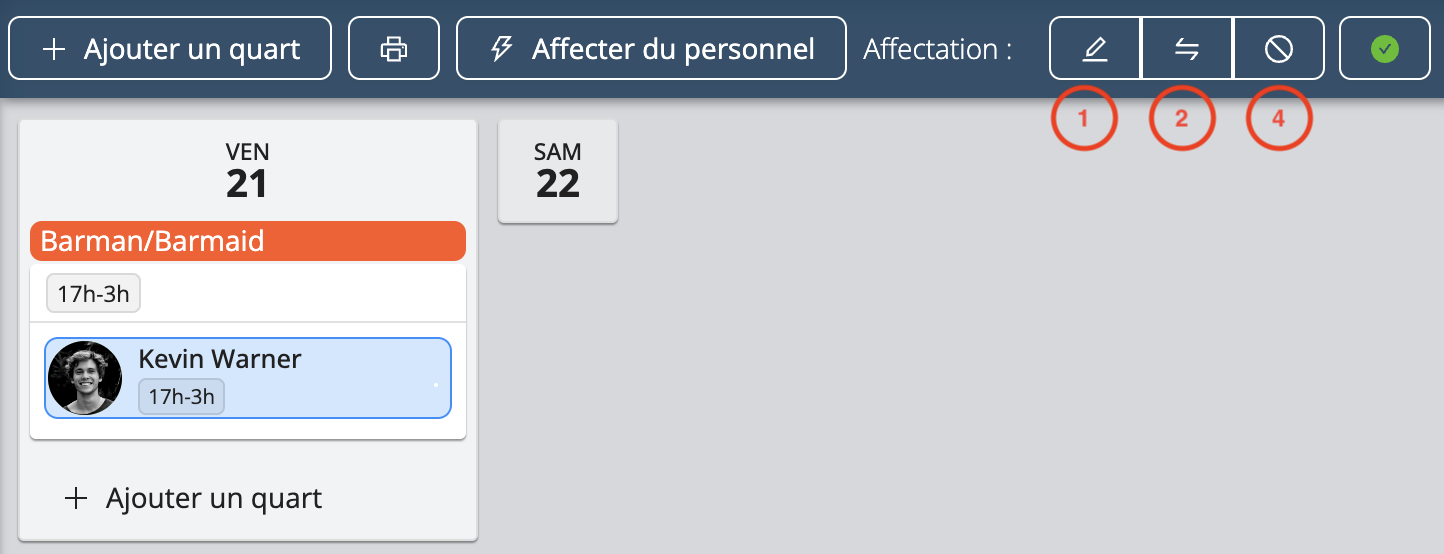 Ajouter un quart
Affecter du personnel
Affectation :
1
2
4
VEN
21
SAM
22
Barman/Barmaid
17h-3h
Kevin Warner
17h-3h
Ajouter un quart